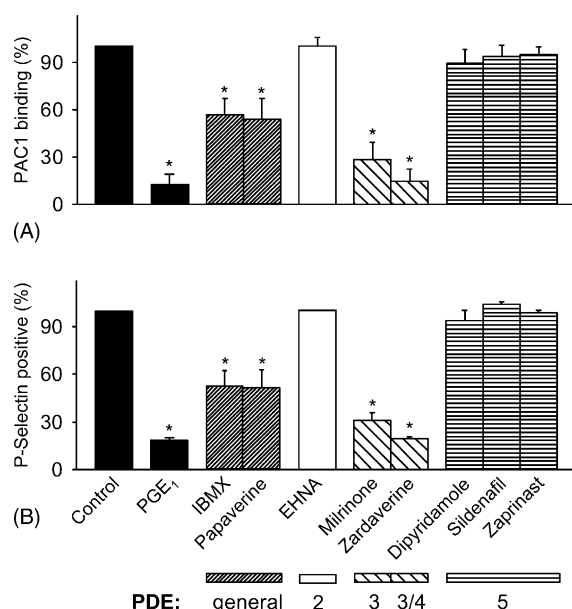 PAC1 binding (%)
90
60
30
0
(A)
P-Selectin positive (%)
90
60
30
0
(B)
Control
PGE₁
IBMX
Papaverine
EHNA
Milrinone
Zardaverine
Dipyridamole
Sildenafil
Zaprinast
* * * * *
* * * * *
PDE: general 2 3 3/4 5